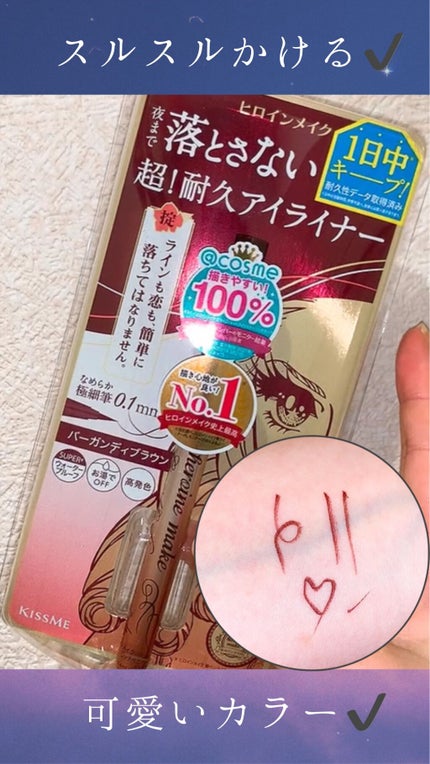 スルスルかける✔
ヒロインメイク
夜まで
落とさない
超!耐久アイライナー
1日中
キープ!
耐久性データ取得済み
掟
ラインも恋も、簡単に
落ちてはなりません。
@cosme
描きやすい!
100%
なめらか
極細筆0.1mm
描き心地が
良い!
No.1
ヒロインメイク史上最高
バーガンディブラウン
SUPER
ウォーター
プルーフ
お湯で
OFF
高発色
heroine make
KISSME
可愛いカラー✔